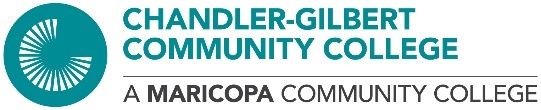 CHANDLER-GILBERT
COMMUNITY COLLEGE
A MARICOPA COMMUNITY COLLEGE